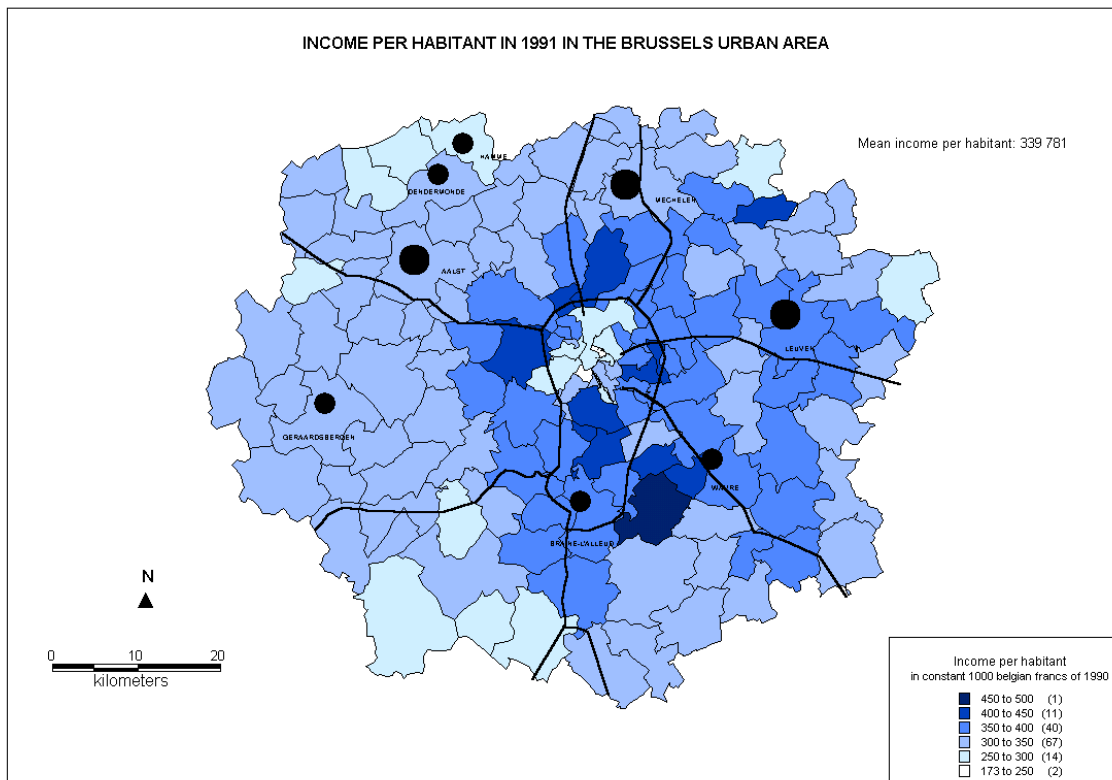 INCOME PER HABITANT IN 1991 IN THE BRUSSELS URBAN AREA
Mean income per habitant: 339 781
HAMME
DENDERMONDE
MECHELEN
AALST
LEUVEN
GERAARDSBERGEN
WAVRE
BRAINE-L'ALLEUD
N
0 10 20
kilometers
Income per habitant
in constant 1000 belgian francs of 1990
450 to 500 (1)
400 to 450 (11)
350 to 400 (40)
300 to 350 (67)
250 to 300 (14)
173 to 250 (2)